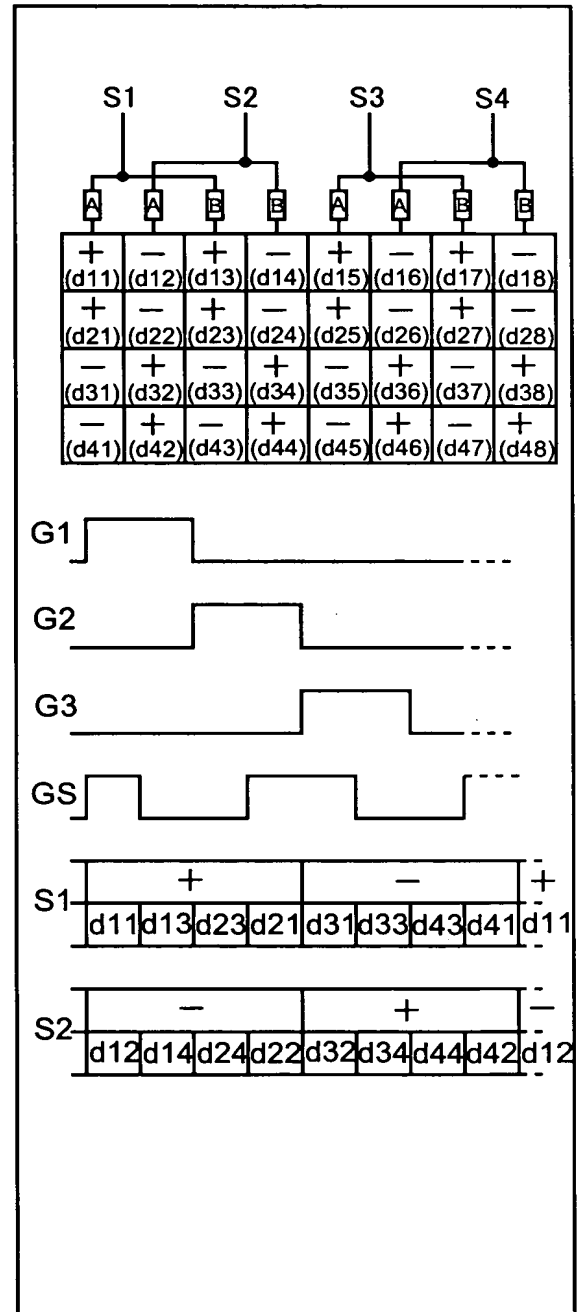 S1 S2 S3 S4
A A B B A A B B
+ − + − + − + −
(d11) (d12) (d13) (d14) (d15) (d16) (d17) (d18)
+ − + − + − + −
(d21) (d22) (d23) (d24) (d25) (d26) (d27) (d28)
− + − + − + − +
(d31) (d32) (d33) (d34) (d35) (d36) (d37) (d38)
− + − + − + − +
(d41) (d42) (d43) (d44) (d45) (d46) (d47) (d48)
G1
G2
G3
GS
S1
+ − +
d11 d13 d23 d21 d31 d33 d43 d41 d11
S2
− + −
d12 d14 d24 d22 d32 d34 d44 d42 d12